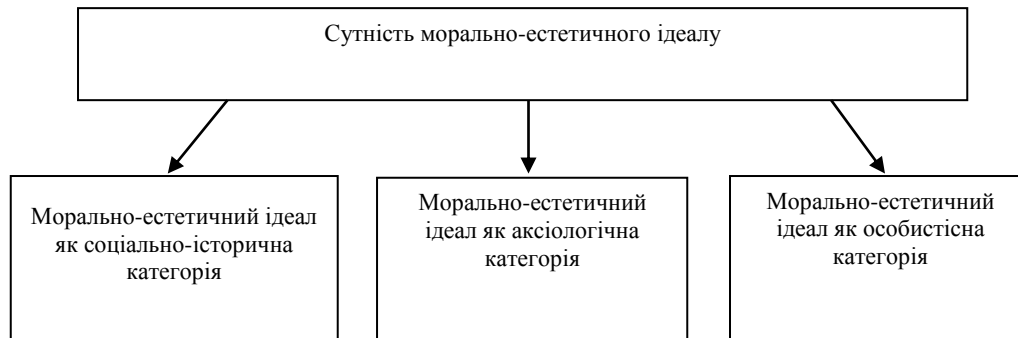 Сутність морально-естетичного ідеалу
Морально-естетичний ідеал
як соціально-історична
категорія
Морально-естетичний
ідеал як аксіологічна
категорія
Морально-естетичний
ідеал як особистісна
категорія